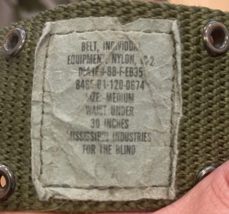 BELT, INDIVIDUAL
EQUIPMENT, NYLON, LC-2
8465-01-120-0674
SIZE: MEDIUM
WAIST UNDER
30 INCHES
MISSISSIPPI INDUSTRIES
FOR THE BLIND